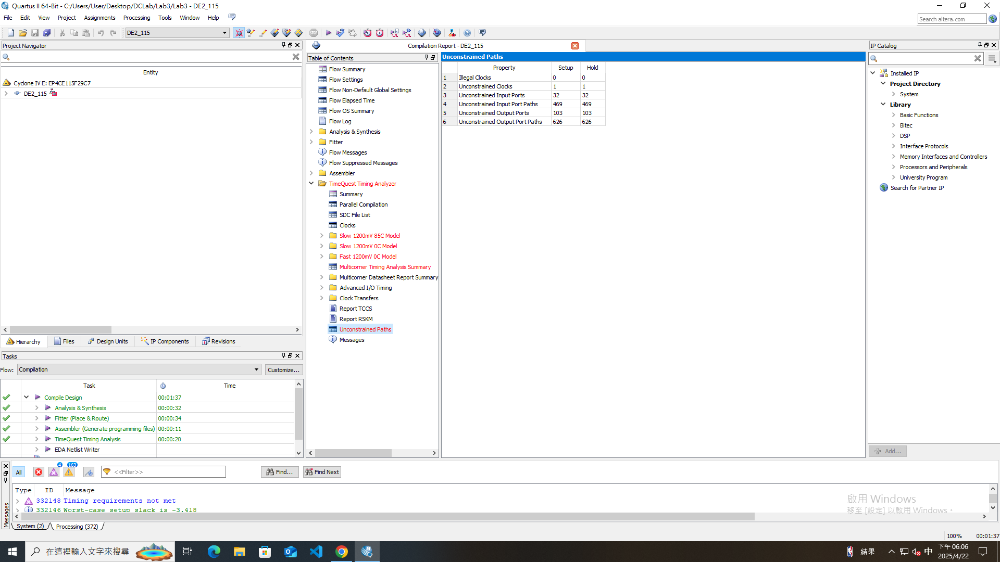 Quartus II 64-Bit - C:/Users/User/Desktop/DCLab/Lab3/Lab3 - DE2_115
File Edit View Project Assignments Processing Tools Window Help
Search altera.com
DE2_115
Project Navigator
Entity
Cyclone IV E: EP4CE115F29C7
DE2_115
Hierarchy Files Design Units IP Components Revisions
Tasks
Flow: Compilation Customize...
Task Time
Compile Design 00:01:37
Analysis & Synthesis 00:00:32
Fitter (Place & Route) 00:00:34
Assembler (Generate programming files) 00:00:11
TimeQuest Timing Analysis 00:00:20
EDA Netlist Writer
Compilation Report - DE2_115
Table of Contents
Flow Summary
Flow Settings
Flow Non-Default Global Settings
Flow Elapsed Time
Flow OS Summary
Flow Log
Analysis & Synthesis
Fitter
Flow Messages
Flow Suppressed Messages
Assembler
TimeQuest Timing Analyzer
Summary
Parallel Compilation
SDC File List
Clocks
Slow 1200mV 85C Model
Slow 1200mV 0C Model
Fast 1200mV 0C Model
Multicorner Timing Analysis Summary
Multicorner Datasheet Report Summary
Advanced I/O Timing
Clock Transfers
Report TCCS
Report RSKM
Unconstrained Paths
Messages
Unconstrained Paths
Property Setup Hold
1 Illegal Clocks 0 0
2 Unconstrained Clocks 1 1
3 Unconstrained Input Ports 32 32
4 Unconstrained Input Port Paths 469 469
5 Unconstrained Output Ports 103 103
6 Unconstrained Output Port Paths 626 626
IP Catalog
Installed IP
Project Directory
System
Library
Basic Functions
Bitec
DSP
Interface Protocols
Memory Interfaces and Controllers
Processors and Peripherals
University Program
Search for Partner IP
Add...
Messages
All 4 163 <<Filter>> Find... Find Next
Type ID Message
332148 Timing requirements not met
332146 Worst-case setup slack is -3.418
System (2) Processing (372)
啟用 Windows
移至 [設定] 以啟用 Windows。
100% 00:01:37
在這裡輸入文字來搜尋
結果
中
下午 06:06
2025/4/22